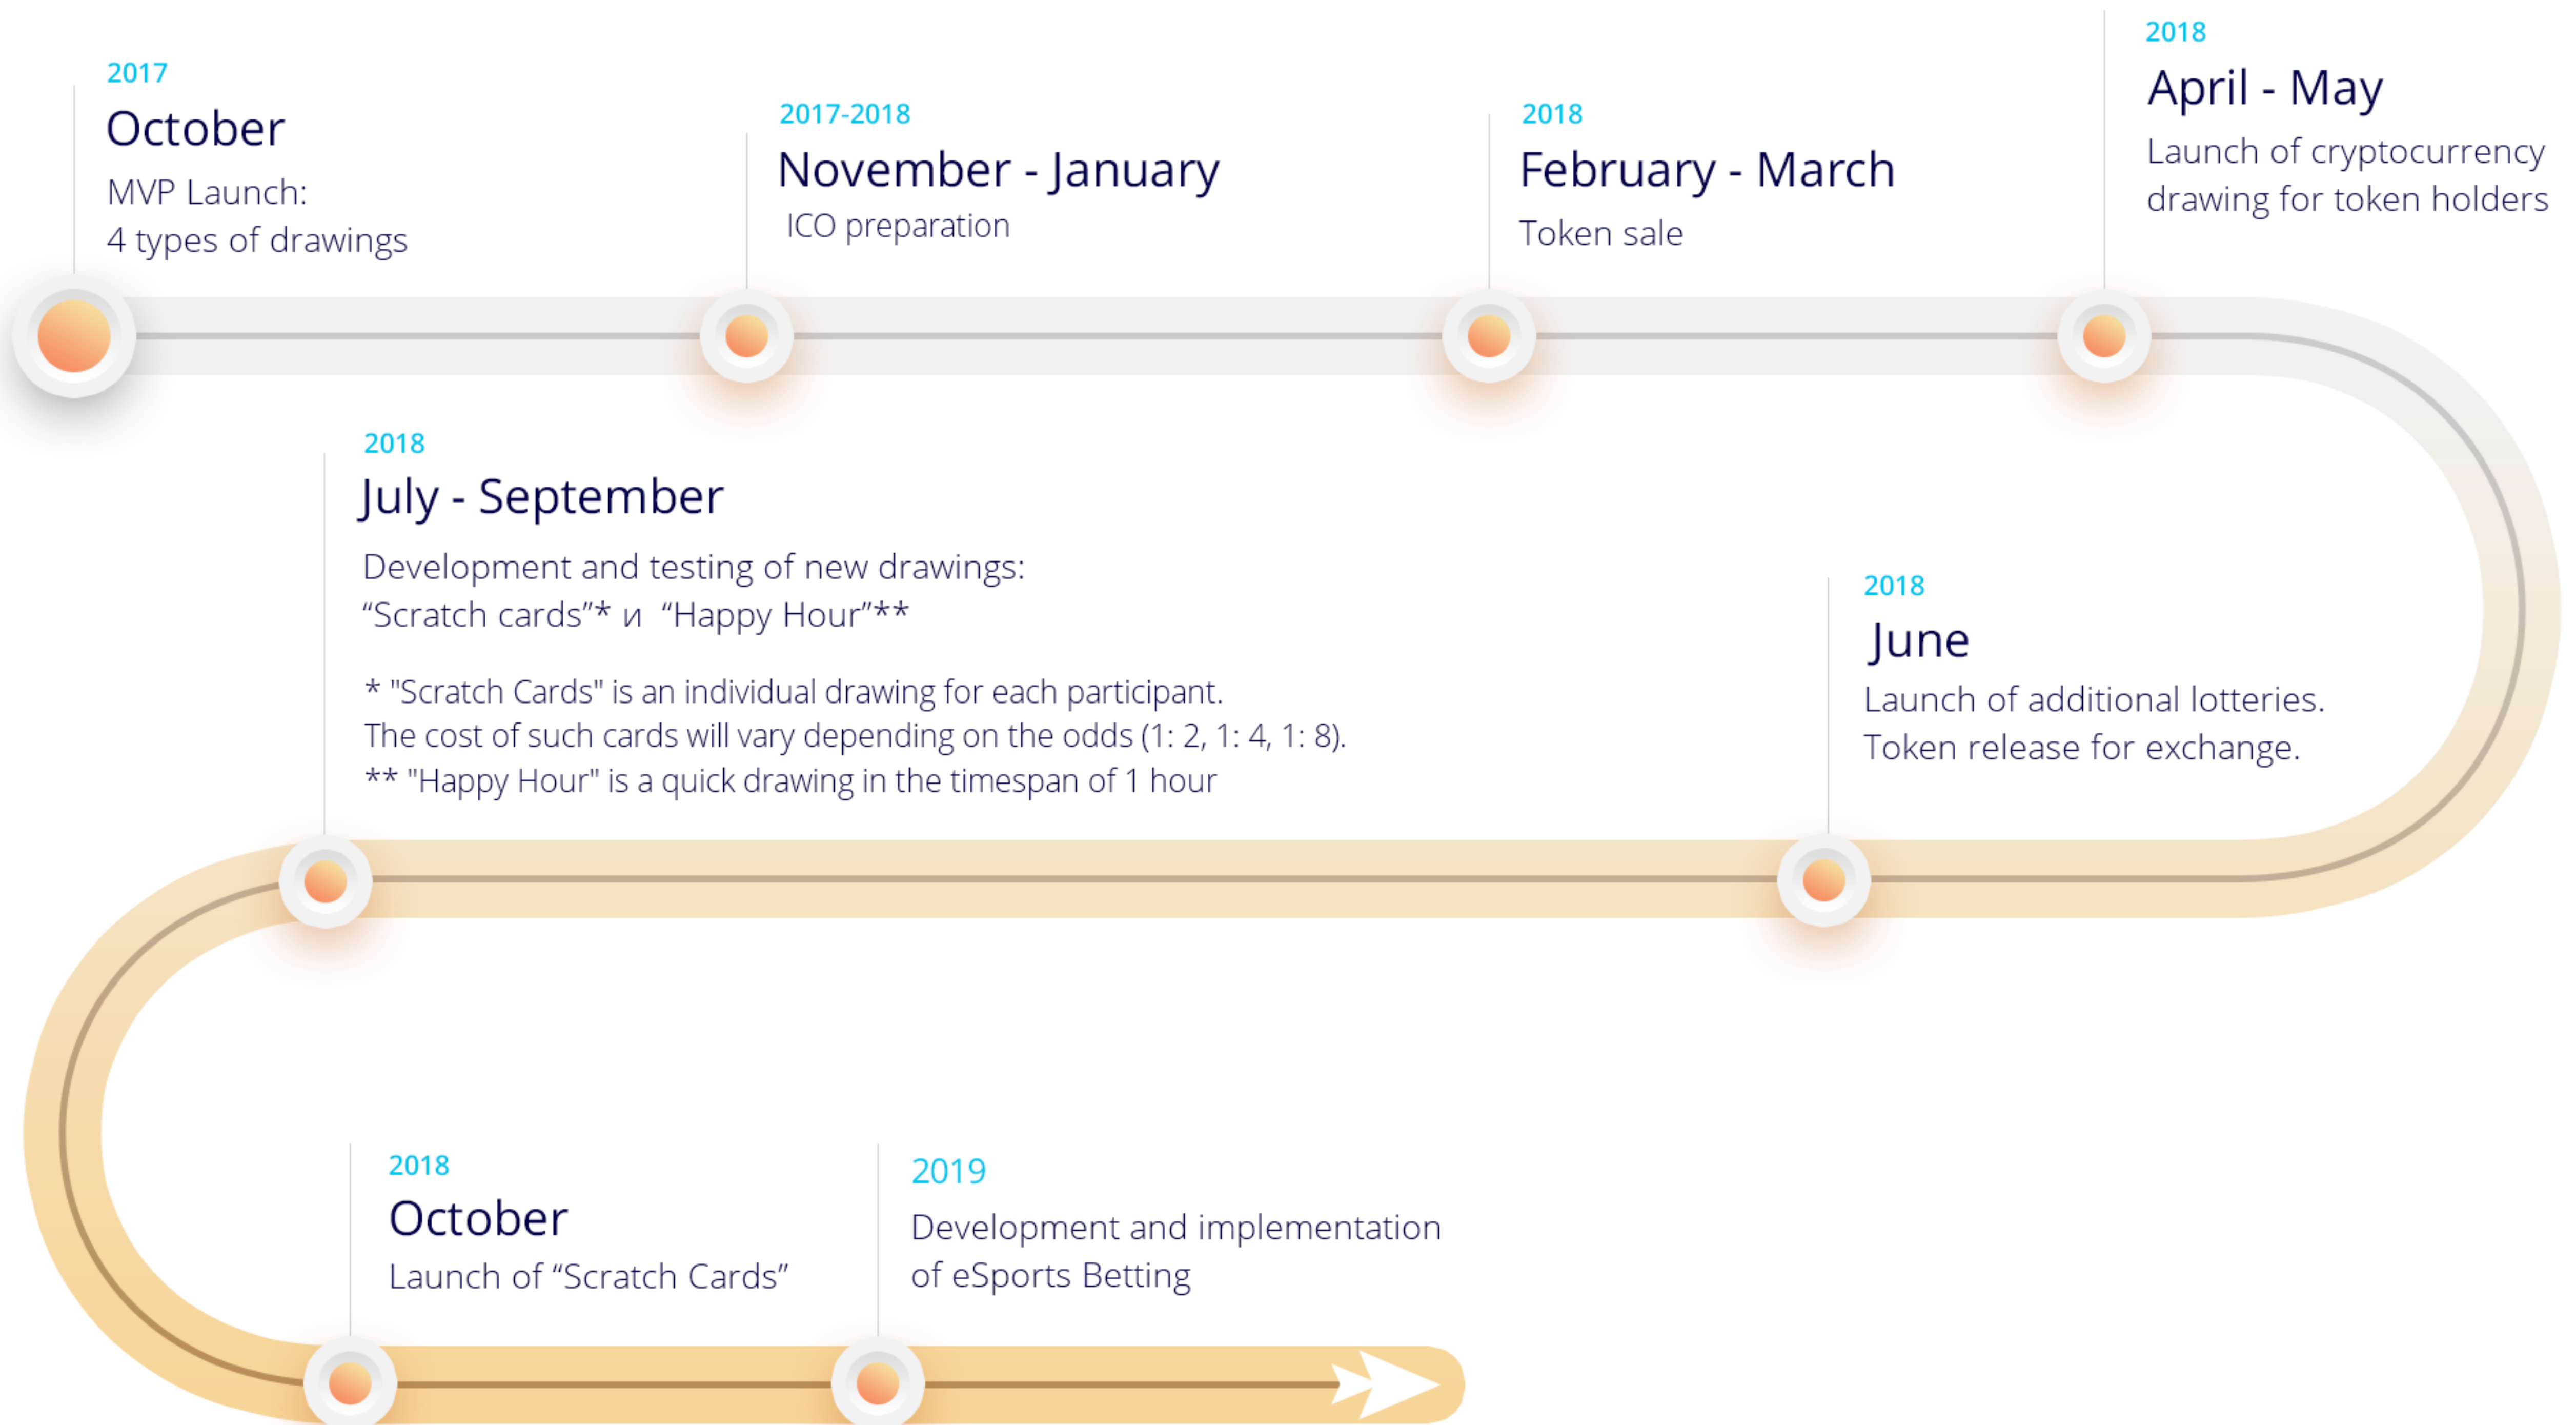 2017
October
MVP Launch:
4 types of drawings
2017-2018
November - January
ICO preparation
2018
February - March
Token sale
2018
April - May
Launch of cryptocurrency
drawing for token holders
2018
June
Launch of additional lotteries.
Token release for exchange.
2018
July - September
Development and testing of new drawings:
“Scratch cards”* и “Happy Hour”**
* "Scratch Cards" is an individual drawing for each participant.
The cost of such cards will vary depending on the odds (1: 2, 1: 4, 1: 8).
** "Happy Hour" is a quick drawing in the timespan of 1 hour
2018
October
Launch of “Scratch Cards”
2019
Development and implementation
of eSports Betting